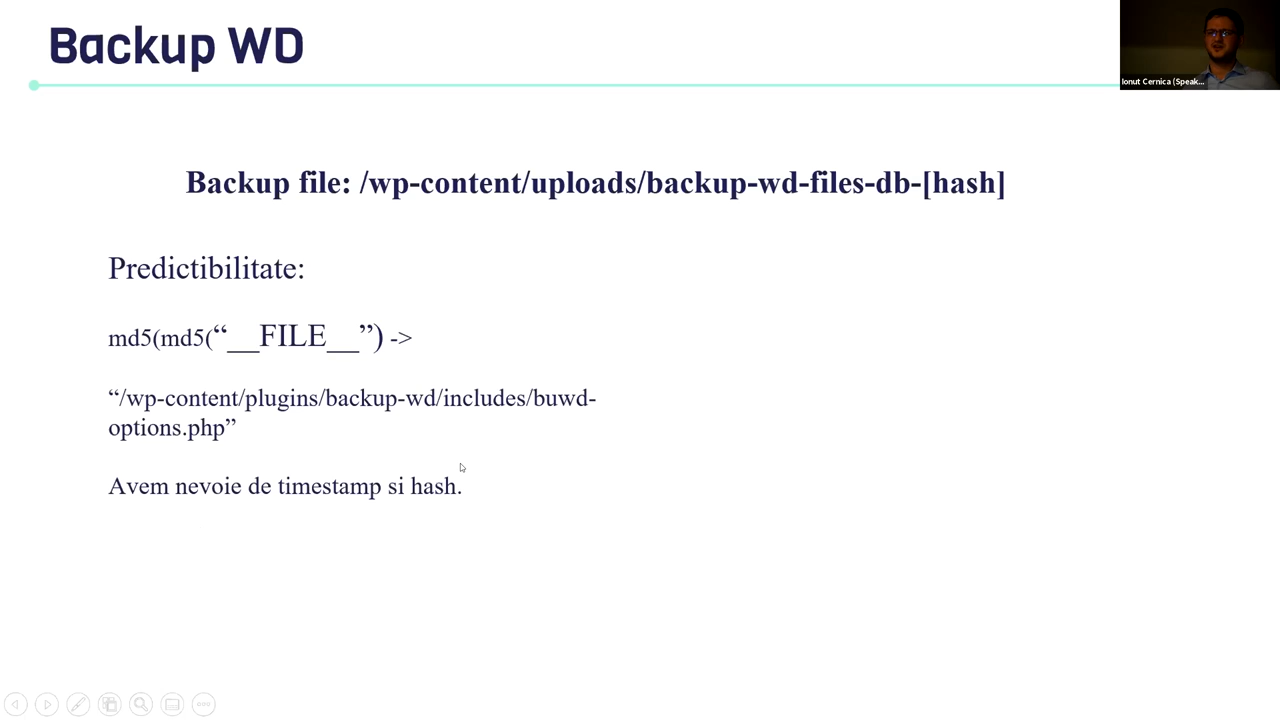 Backup WD
Ionut Cernica (Speak...
Backup file: /wp-content/uploads/backup-wd-files-db-[hash]
Predictibilitate:
md5(md5(“__FILE__”) ->
“/wp-content/plugins/backup-wd/includes/buwd-
options.php”
Avem nevoie de timestamp si hash.